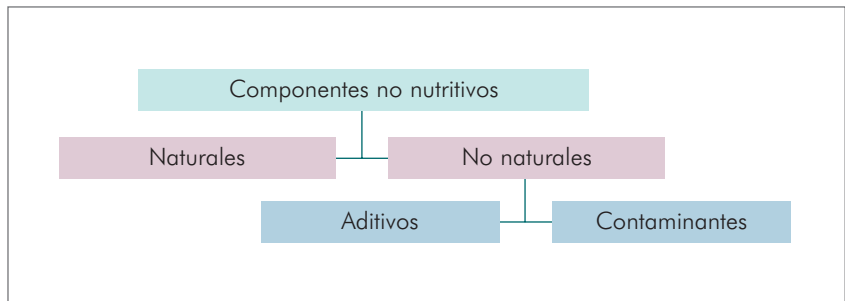 Componentes no nutritivos
Naturales
No naturales
Aditivos
Contaminantes